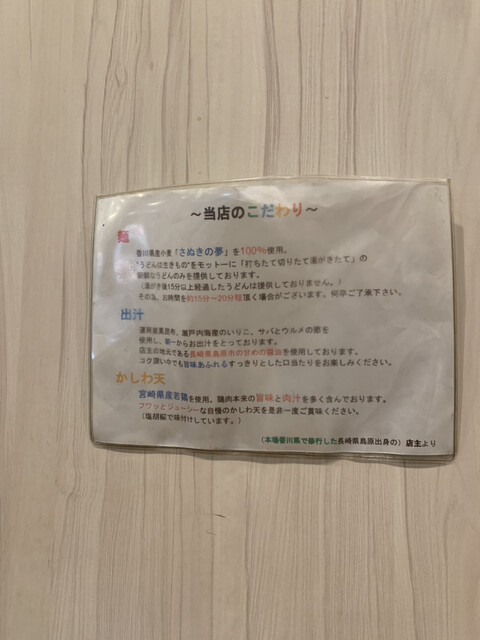 ～当店のこだわり～
麺
香川県産小麦「さぬきの夢」を100％使用。
"うどんは生きもの"をモットーに「打ちたて切りたて湯がきたて」の
新鮮なうどんのみを提供しております。
（湯がき後15分以上経過したうどんは提供しておりません。）
その為、お時間を約15分～20分程頂く場合がございます。何卒ご了承下さい。
出汁
道南産黒昆布、瀬戸内海産のいりこ、サバとウルメの節を
使用し、朝一からお出汁をとっております。
店主の地元である長崎県島原市の甘めの醤油を使用しております。
コク深い中でも旨味あふれるすっきりとした口当たりをお楽しみください。
かしわ天
宮崎県産若鶏を使用。鶏肉本来の旨味と肉汁を多く含んでおります。
フワッとジューシーな自慢のかしわ天を是非一度ご賞味ください。
（塩胡椒で味付けしています。）
（本場香川県で修行した長崎県島原出身の）店主より